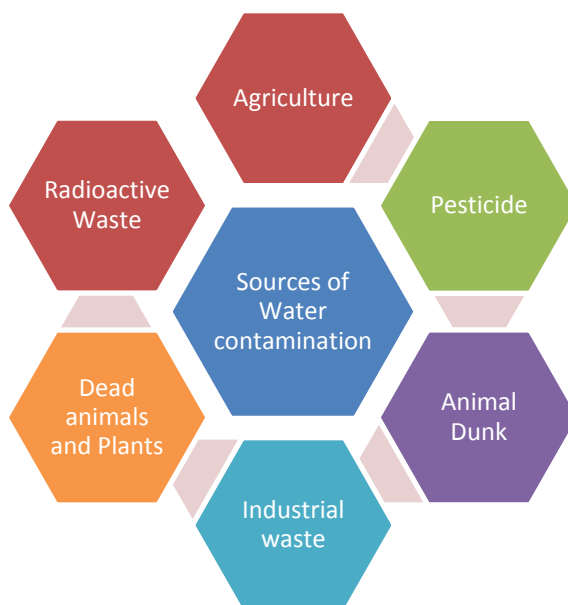 Agriculture
Pesticide
Radioactive
Waste
Sources of
Water
contamination
Dead
animals
and Plants
Animal
Dunk
Industrial
waste